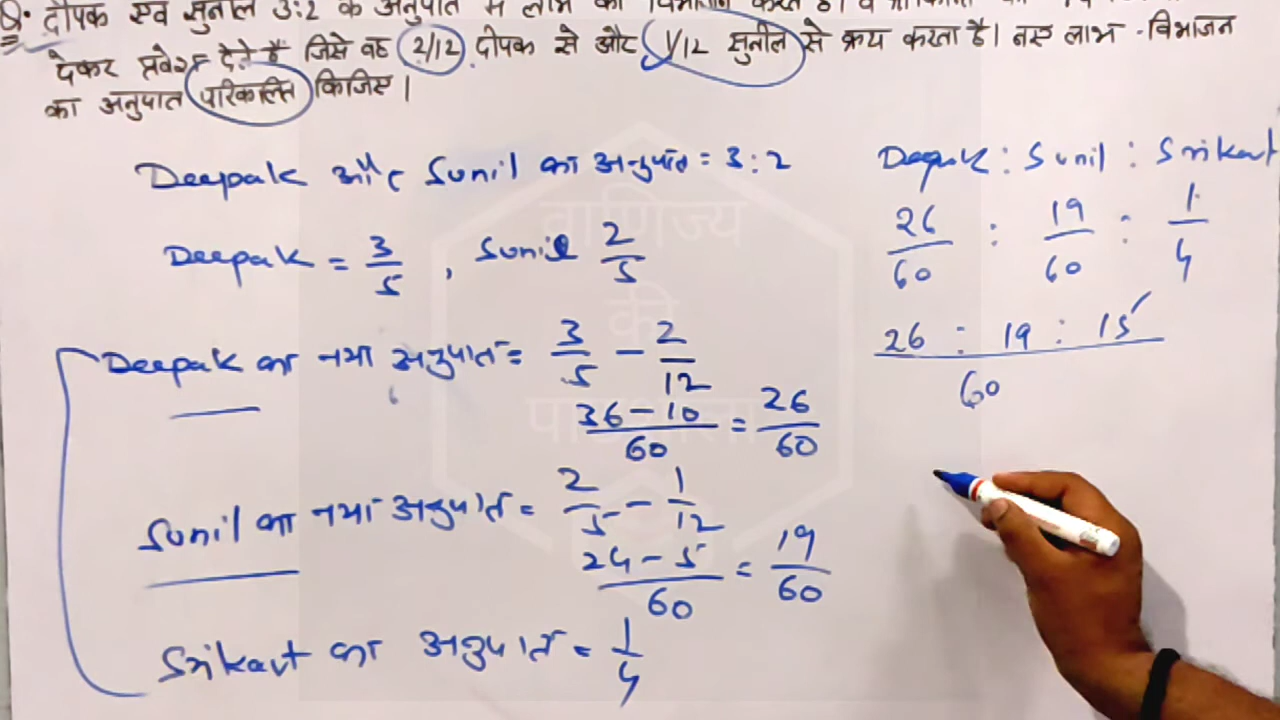 Q. दीपक एवं सुनील 3:2 के अनुपात में लाभ का विभाजन करते है। वे
देकर प्रवेश देते है जिसे वह 2/12 दीपक से और 1/12 सुनील से क्रय करता है। नए लाभ-विभाजन
का अनुपात परिकलित किजिए।
Deepak और Sunil का अनुपात = 3:2
Deepak = 3/5 , Sunil 2/5
Deepak का नया अनुपात = 3/5 - 2/12
36-10/60 = 26/60
Sunil का नया अनुपात = 2/5 - 1/12
24-5/60 = 19/60
Srikant का अनुपात = 1/4
Deepak : Sunil : Srikant
26/60 : 19/60 : 1/4
26 : 19 : 15
60
वाणिज्य
की
पाठशाला